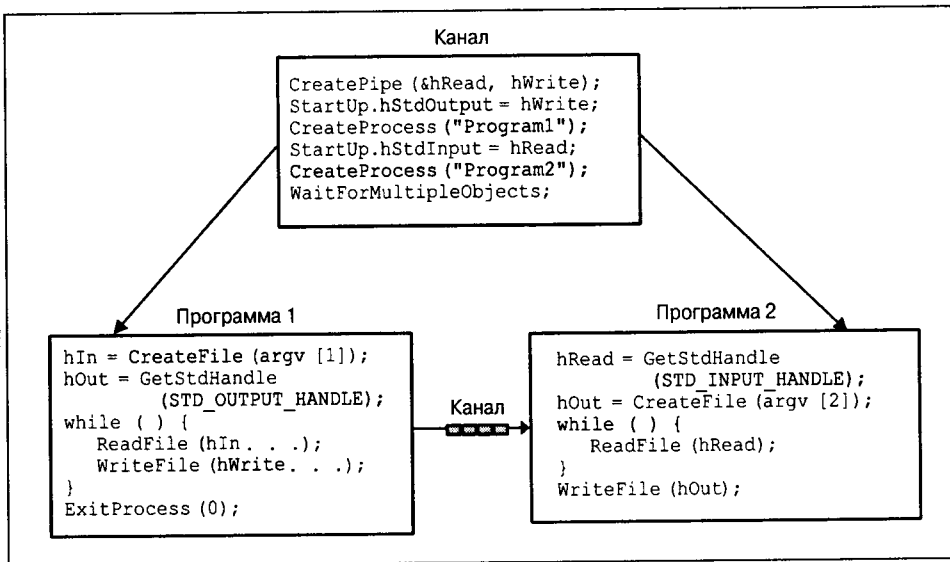 Канал
CreatePipe (&hRead, hWrite);
StartUp.hStdOutput = hWrite;
CreateProcess ("Program1");
StartUp.hStdInput = hRead;
CreateProcess ("Program2");
WaitForMultipleObjects;
Программа 1
hIn = CreateFile (argv [1]);
hOut = GetStdHandle
(STD_OUTPUT_HANDLE);
while ( ) {
ReadFile (hIn. . .);
WriteFile (hWrite. . .);
}
ExitProcess (0);
Канал
Программа 2
hRead = GetStdHandle
(STD_INPUT_HANDLE);
hOut = CreateFile (argv [2]);
while ( ) {
ReadFile (hRead);
}
WriteFile (hOut);